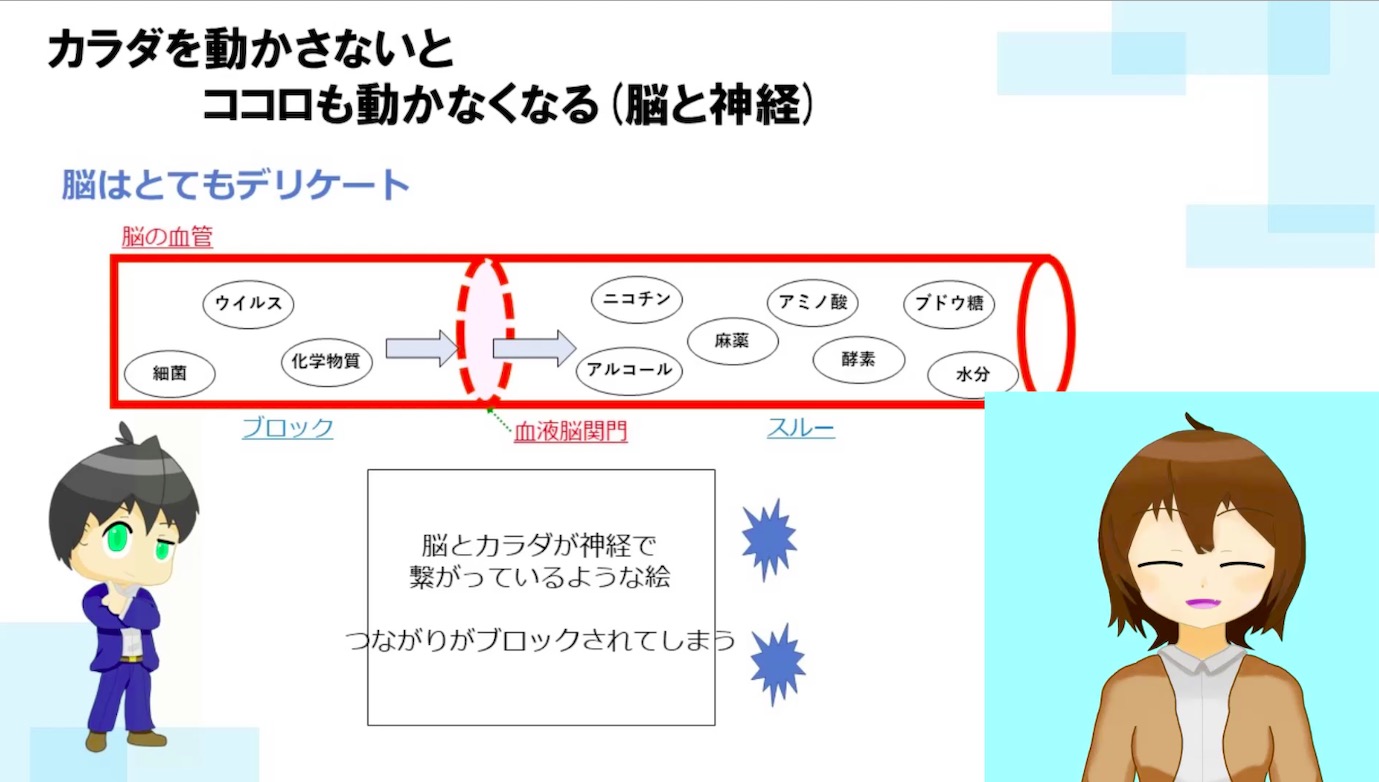 カラダを動かさないと
ココロも動かなくなる(脳と神経)
脳はとてもデリケート
脳の血管
ウイルス
細菌
化学物質
ニコチン
アルコール
麻薬
アミノ酸
酵素
ブドウ糖
水分
ブロック
血液脳関門
スルー
脳とカラダが神経で
繋がっているような絵
つながりがブロックされてしまう